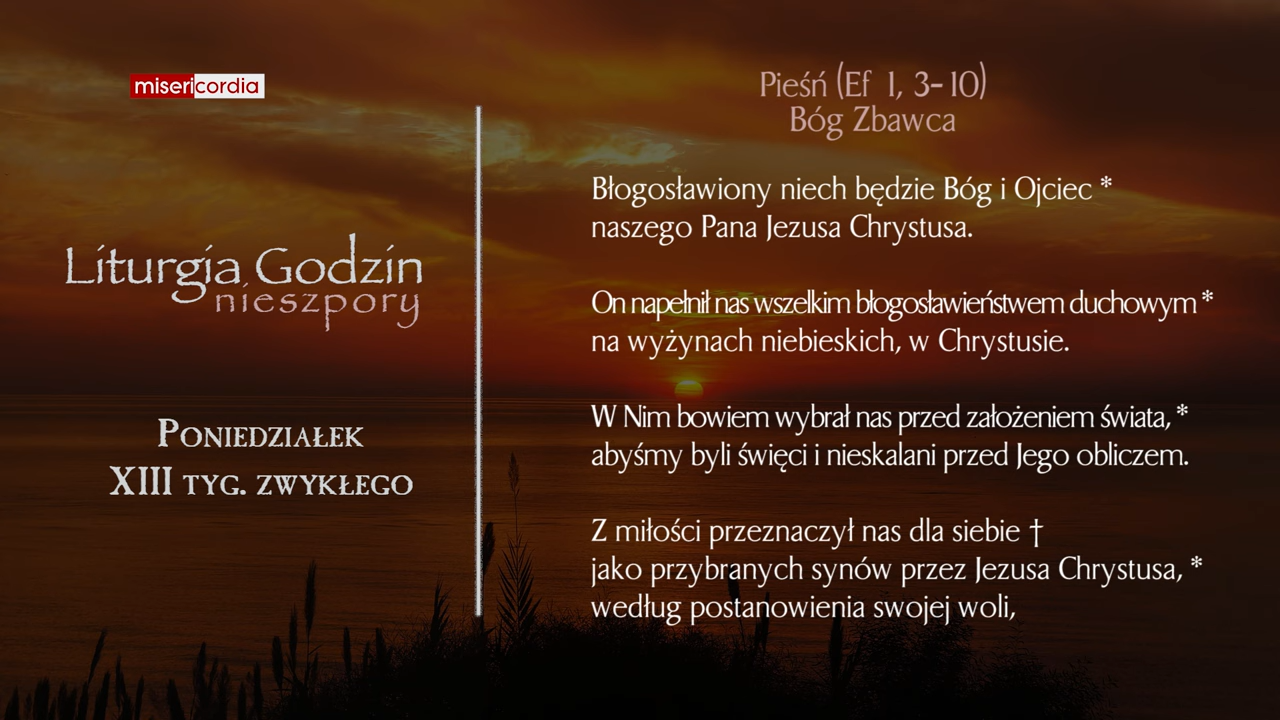 misericordia
Liturgia Godzin
nieszpory
Poniedziałek
XIII tyg. zwykłego
Pieśń (Ef 1, 3-10)
Bóg Zbawca
Błogosławiony niech będzie Bóg i Ojciec *
naszego Pana Jezusa Chrystusa.
On napełnił nas wszelkim błogosławieństwem duchowym *
na wyżynach niebieskich, w Chrystusie.
W Nim bowiem wybrał nas przed założeniem świata, *
abyśmy byli święci i nieskalani przed Jego obliczem.
Z miłości przeznaczył nas dla siebie †
jako przybranych synów przez Jezusa Chrystusa, *
według postanowienia swojej woli,